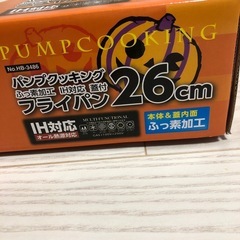 PUMPCOOKING
No.HB-3486
パンプクッキング
ふっ素加工 IH対応 蓋付
フライパン
26cm
IH対応
オール熱源対応
MULTI FUNCTIONAL
本体&蓋内面
ふっ素加工